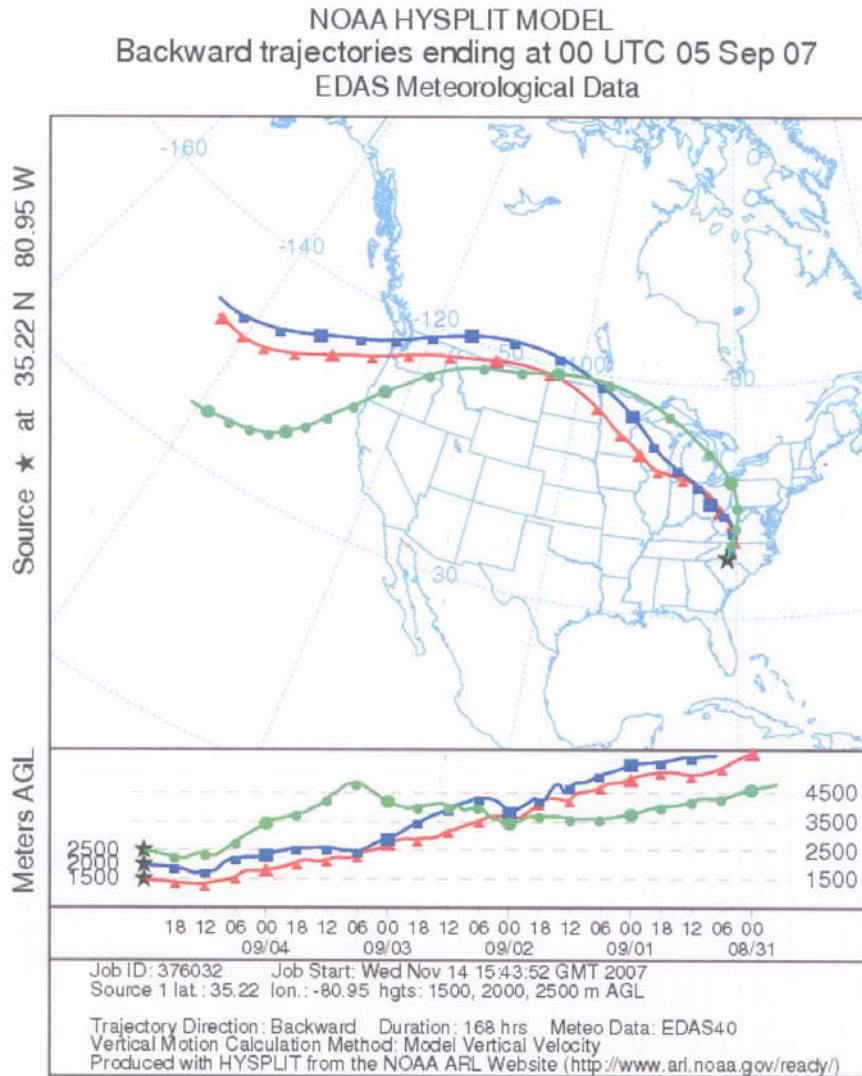 NOAA HYSPLIT MODEL
Backward trajectories ending at 00 UTC 05 Sep 07
EDAS Meteorological Data
Source ★ at 35.22 N 80.95 W
-160
-140
-120
50
100
-80
30
Meters AGL
2500
2000
1500
4500
3500
2500
1500
18 12 06 00 18 12 06 00 18 12 06 00 18 12 06 00 18 12 06 00
09/04 09/03 09/02 09/01 08/31
Job ID: 376032 Job Start: Wed Nov 14 15:43:52 GMT 2007
Source 1 lat.: 35.22 lon.: -80.95 hgts: 1500, 2000, 2500 m AGL
Trajectory Direction: Backward Duration: 168 hrs Meteo Data: EDAS40
Vertical Motion Calculation Method: Model Vertical Velocity
Produced with HYSPLIT from the NOAA ARL Website (http://www.arl.noaa.gov/ready/)